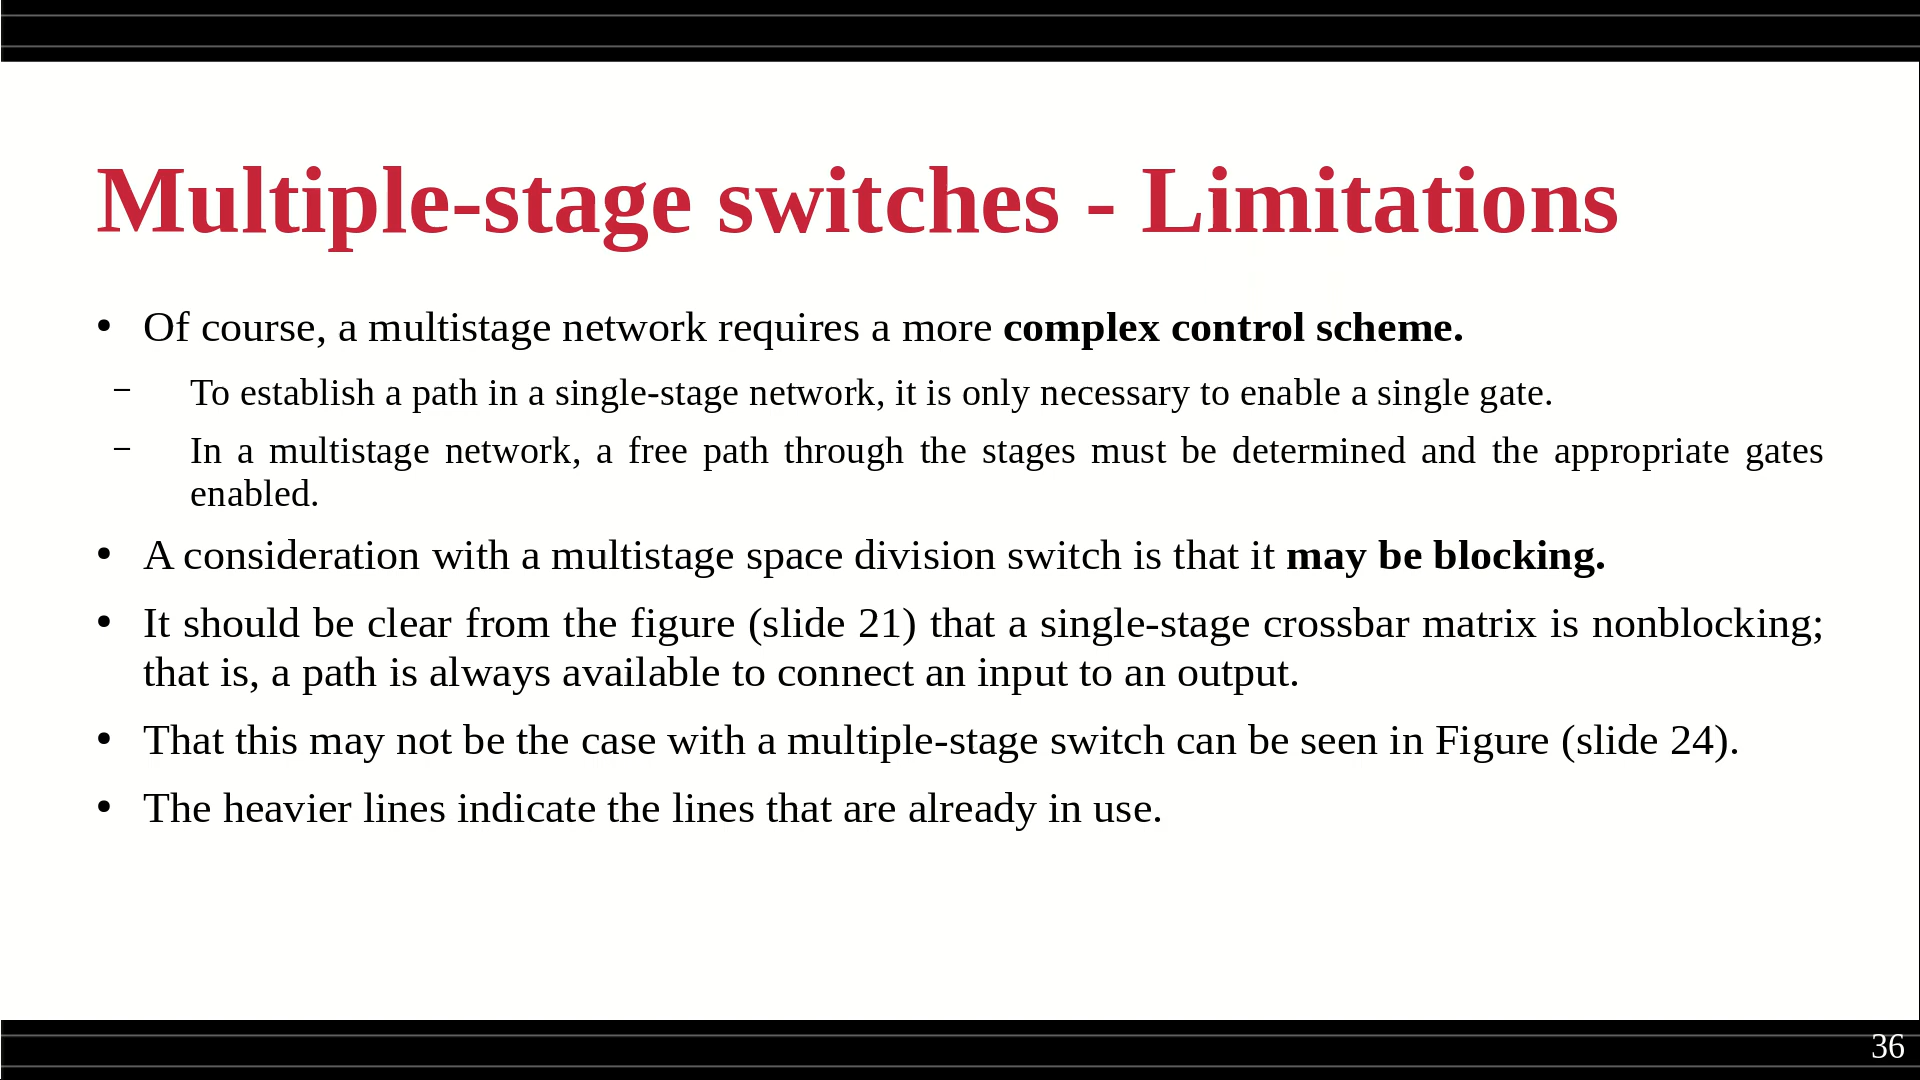 Multiple-stage switches - Limitations
• Of course, a multistage network requires a more complex control scheme.
– To establish a path in a single-stage network, it is only necessary to enable a single gate.
– In a multistage network, a free path through the stages must be determined and the appropriate gates
enabled.
• A consideration with a multistage space division switch is that it may be blocking.
• It should be clear from the figure (slide 21) that a single-stage crossbar matrix is nonblocking;
that is, a path is always available to connect an input to an output.
• That this may not be the case with a multiple-stage switch can be seen in Figure (slide 24).
• The heavier lines indicate the lines that are already in use.
36